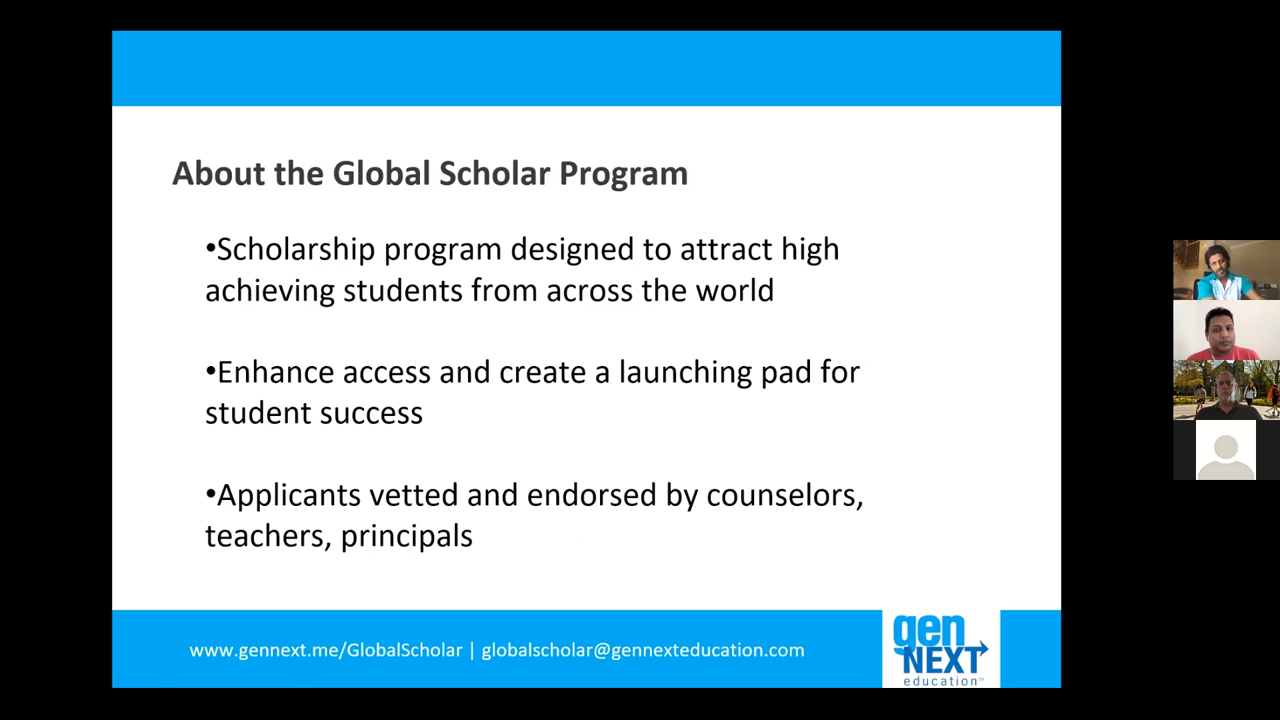 About the Global Scholar Program
•Scholarship program designed to attract high
achieving students from across the world
•Enhance access and create a launching pad for
student success
•Applicants vetted and endorsed by counselors,
teachers, principals
www.gennext.me/GlobalScholar | globalscholar@gennexteducation.com
gen
NEXT
education™